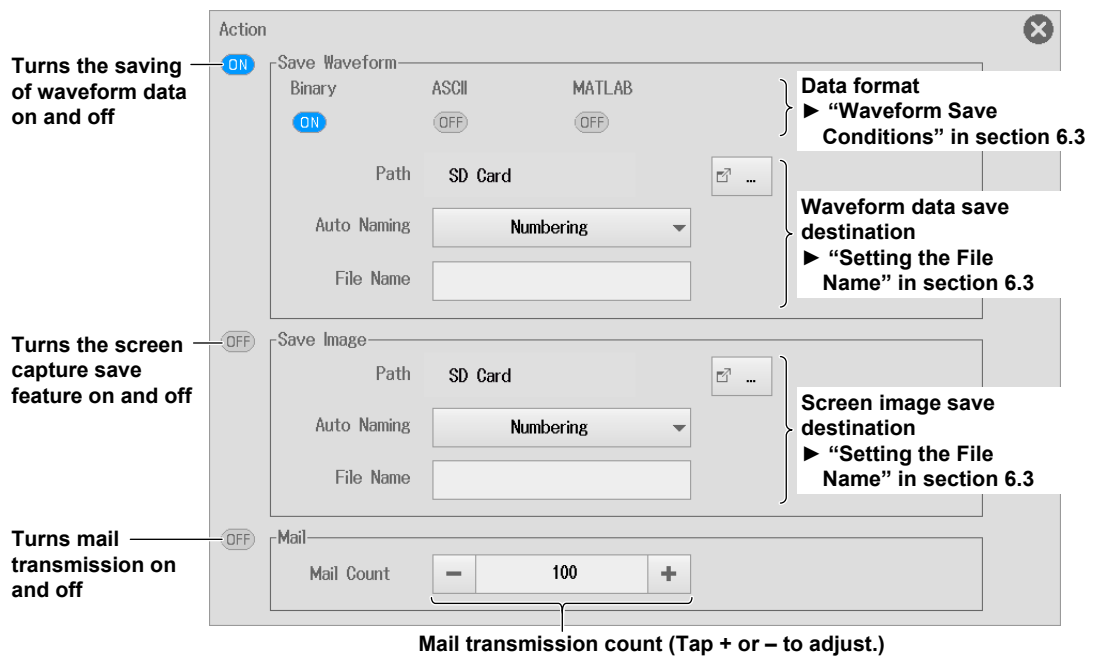 Action
Turns the saving
of waveform data
on and off
ON
Save Waveform
Binary ASCII MATLAB
ON OFF OFF
Data format
► “Waveform Save
Conditions” in section 6.3
Path SD Card ...
Auto Naming Numbering
File Name
Waveform data save
destination
► “Setting the File
Name” in section 6.3
Turns the screen
capture save
feature on and off
OFF
Save Image
Path SD Card ...
Auto Naming Numbering
File Name
Screen image save
destination
► “Setting the File
Name” in section 6.3
Turns mail
transmission on
and off
OFF
Mail
Mail Count − 100 +
Mail transmission count (Tap + or – to adjust.)